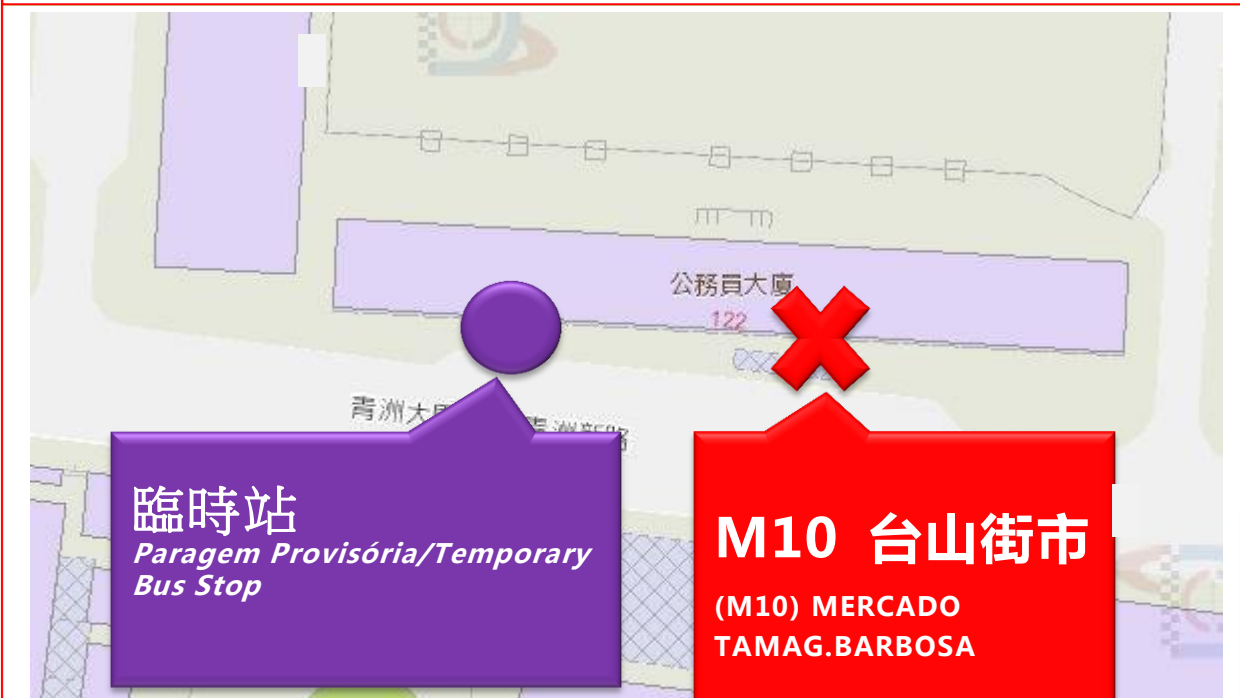 公務員大廈
122
青洲大
青洲新路
臨時站
Paragem Provisória/Temporary
Bus Stop
M10 台山街市
(M10) MERCADO
TAMAG.BARBOSA